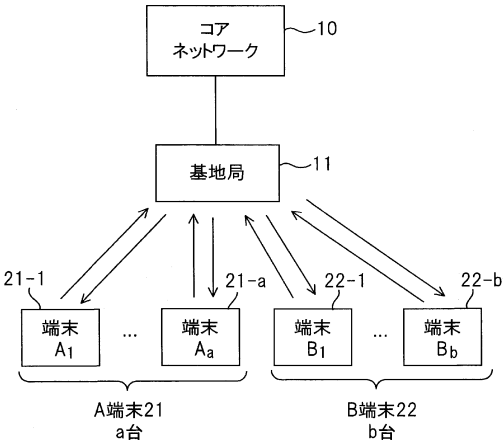 コア
ネットワーク
10
基地局
11
21-1
21-a
22-1
22-b
端末
A1
...
端末
Aa
端末
B1
...
端末
Bb
A端末21
a台
B端末22
b台